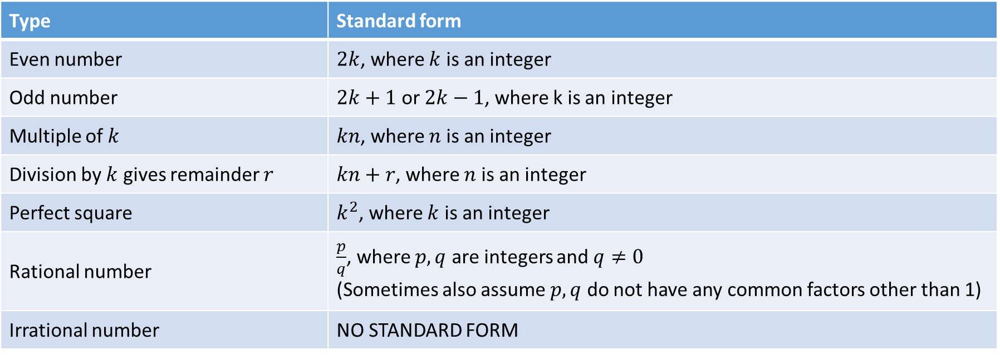 Type Standard form
Even number 2k, where k is an integer
Odd number 2k + 1 or 2k − 1, where k is an integer
Multiple of k kn, where n is an integer
Division by k gives remainder r kn + r, where n is an integer
Perfect square k², where k is an integer
Rational number p/q, where p, q are integers and q ≠ 0
(Sometimes also assume p, q do not have any common factors other than 1)
Irrational number NO STANDARD FORM